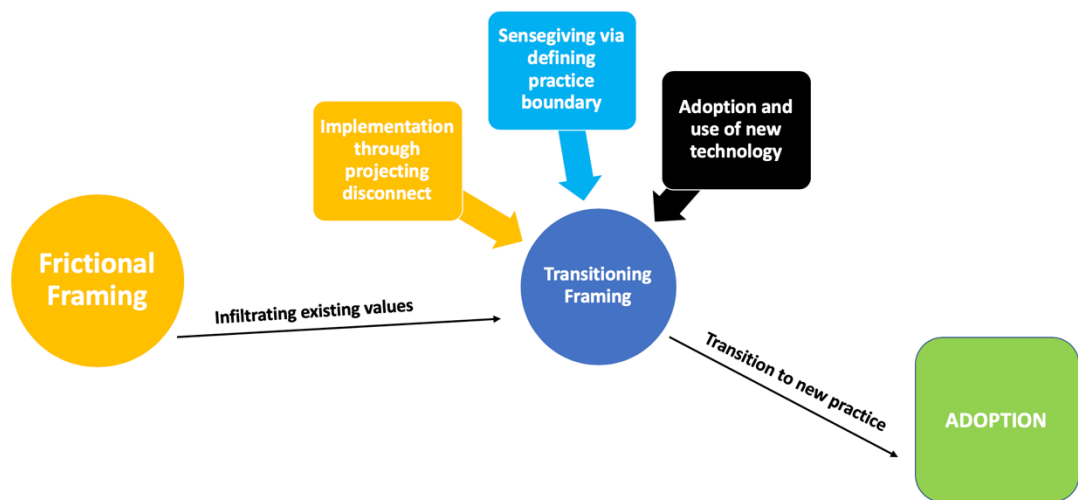 Sensegiving via
defining
practice
boundary
Implementation
through
projecting
disconnect
Adoption and
use of new
technology
Frictional
Framing
Infiltrating existing values
Transitioning
Framing
Transition to new practice
ADOPTION